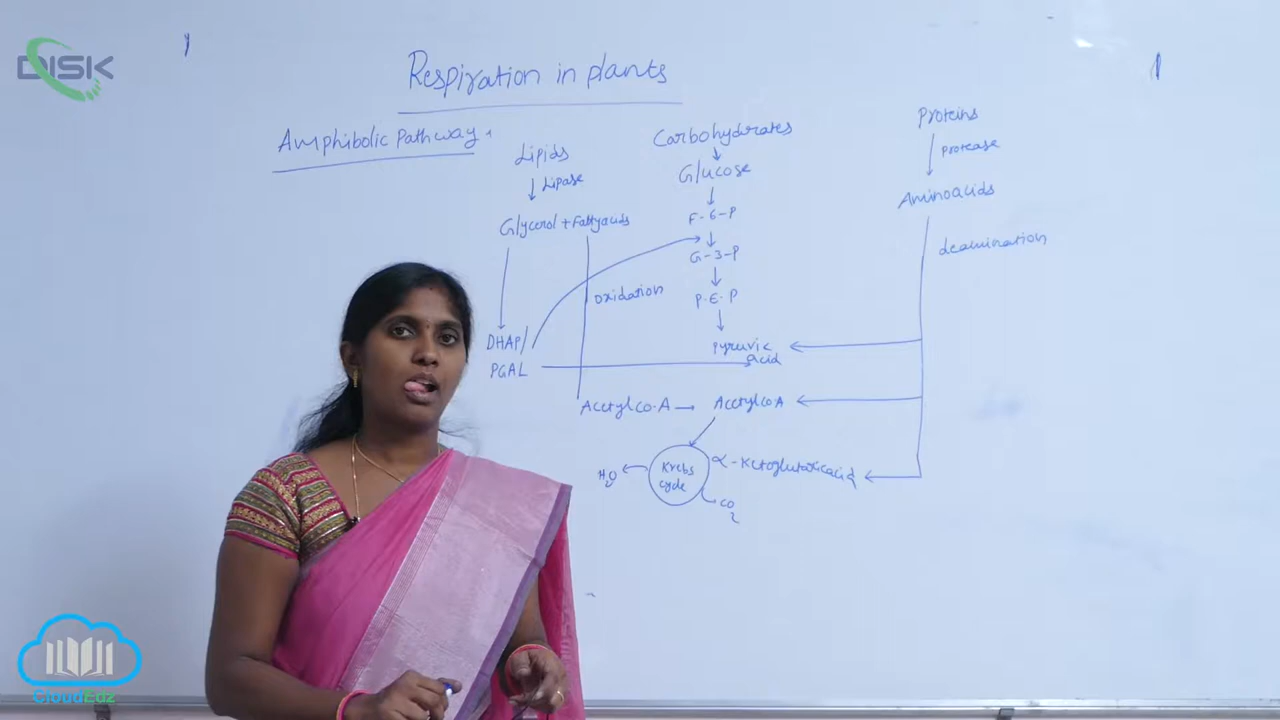 DISK
Respiration in plants
Amphibolic Pathway
Lipids
Lipase
Glycerol + Fattyacids
oxidation
DHAP/
PGAL
Acetylco.A
Carbohydrates
Glucose
F-6-P
G-3-P
P.E.P
Pyruvic
acid
AcetylcoA
Krebs
cycle
H2O
CO2
α-Ketoglutaricacid
Proteins
Protease
Aminoacids
deamination
CloudEdz